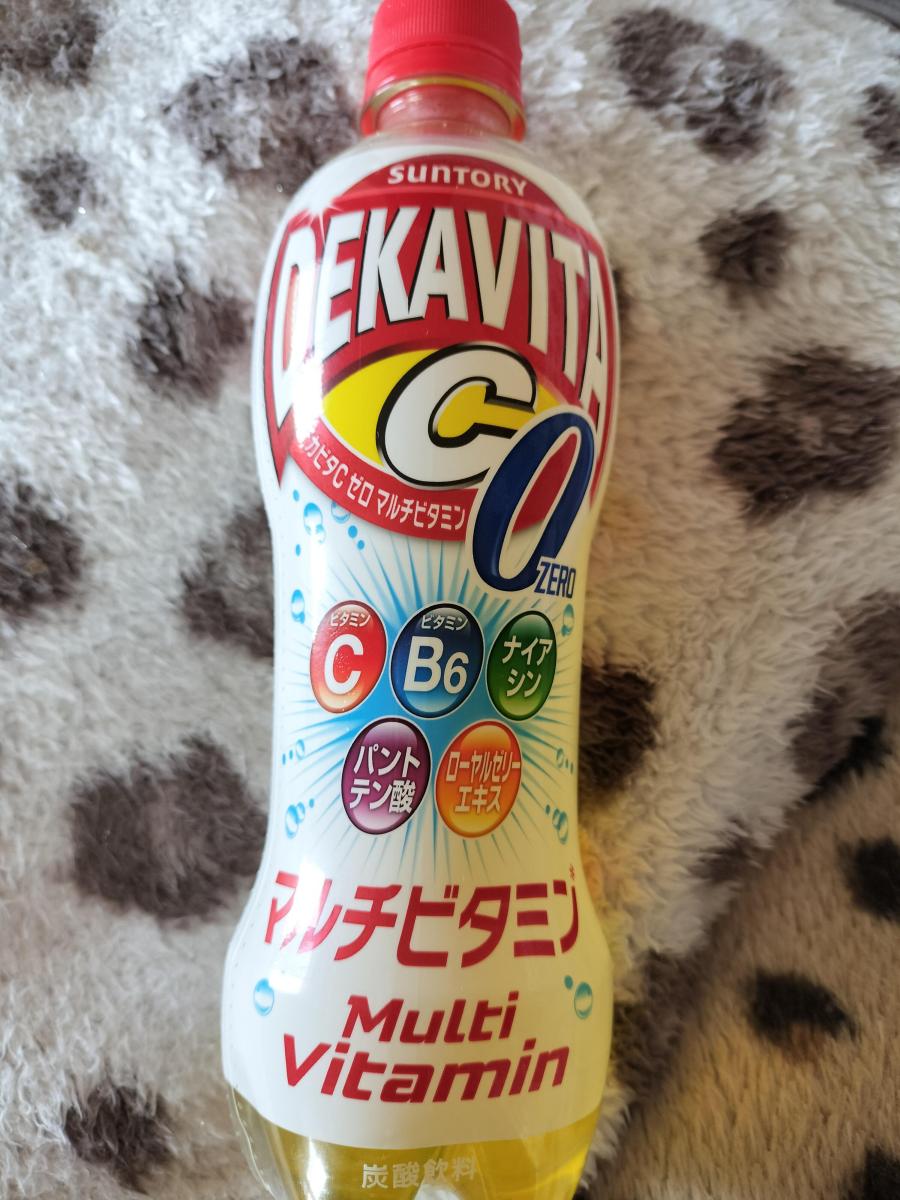 SUNTORY
DEKAVITA
C
0
ZERO
カビタC ゼロ マルチビタミン
ビタミン
C
ビタミン
B6
ナイア
シン
パント
テン酸
ローヤルゼリー
エキス
マルチビタミン*
Multi
Vitamin
炭酸飲料